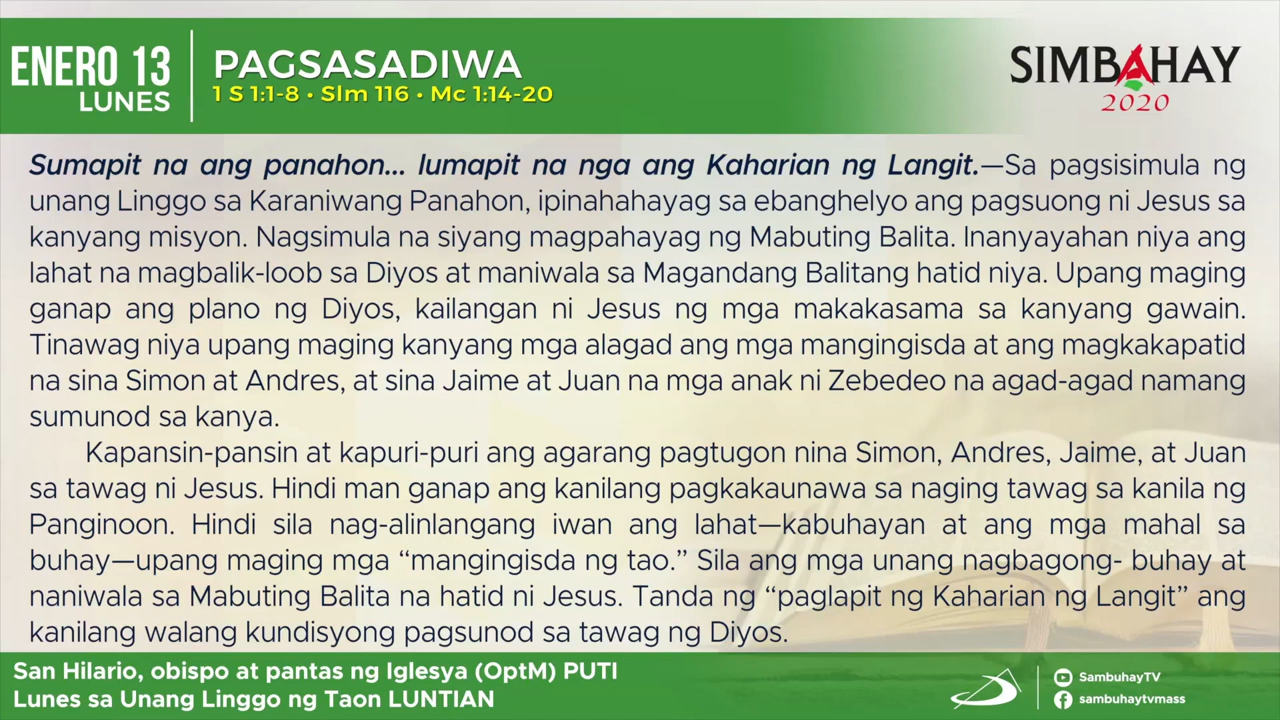 ENERO 13
LUNES
PAGSASADIWA
1 S 1:1-8 • Slm 116 • Mc 1:14-20
SIMBAHAY
2020
Sumapit na ang panahon... lumapit na nga ang Kaharian ng Langit.—Sa pagsisimula ng
unang Linggo sa Karaniwang Panahon, ipinahahayag sa ebanghelyo ang pagsuong ni Jesus sa
kanyang misyon. Nagsimula na siyang magpahayag ng Mabuting Balita. Inanyayahan niya ang
lahat na magbalik-loob sa Diyos at maniwala sa Magandang Balitang hatid niya. Upang maging
ganap ang plano ng Diyos, kailangan ni Jesus ng mga makakasama sa kanyang gawain.
Tinawag niya upang maging kanyang mga alagad ang mga mangingisda at ang magkakapatid
na sina Simon at Andres, at sina Jaime at Juan na mga anak ni Zebedeo na agad-agad namang
sumunod sa kanya.
Kapansin-pansin at kapuri-puri ang agarang pagtugon nina Simon, Andres, Jaime, at Juan
sa tawag ni Jesus. Hindi man ganap ang kanilang pagkakaunawa sa naging tawag sa kanila ng
Panginoon. Hindi sila nag-alinlangang iwan ang lahat—kabuhayan at ang mga mahal sa
buhay—upang maging mga “mangingisda ng tao.” Sila ang mga unang nagbagong- buhay at
naniwala sa Mabuting Balita na hatid ni Jesus. Tanda ng “paglapit ng Kaharian ng Langit” ang
kanilang walang kundisyong pagsunod sa tawag ng Diyos.
San Hilario, obispo at pantas ng Iglesya (OptM) PUTI
Lunes sa Unang Linggo ng Taon LUNTIAN
SambuhayTV
sambuhaytvmass